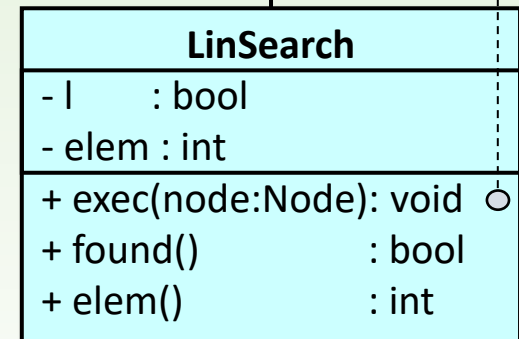 LinSearch
- l : bool
- elem : int
+ exec(node:Node): void
+ found() : bool
+ elem() : int